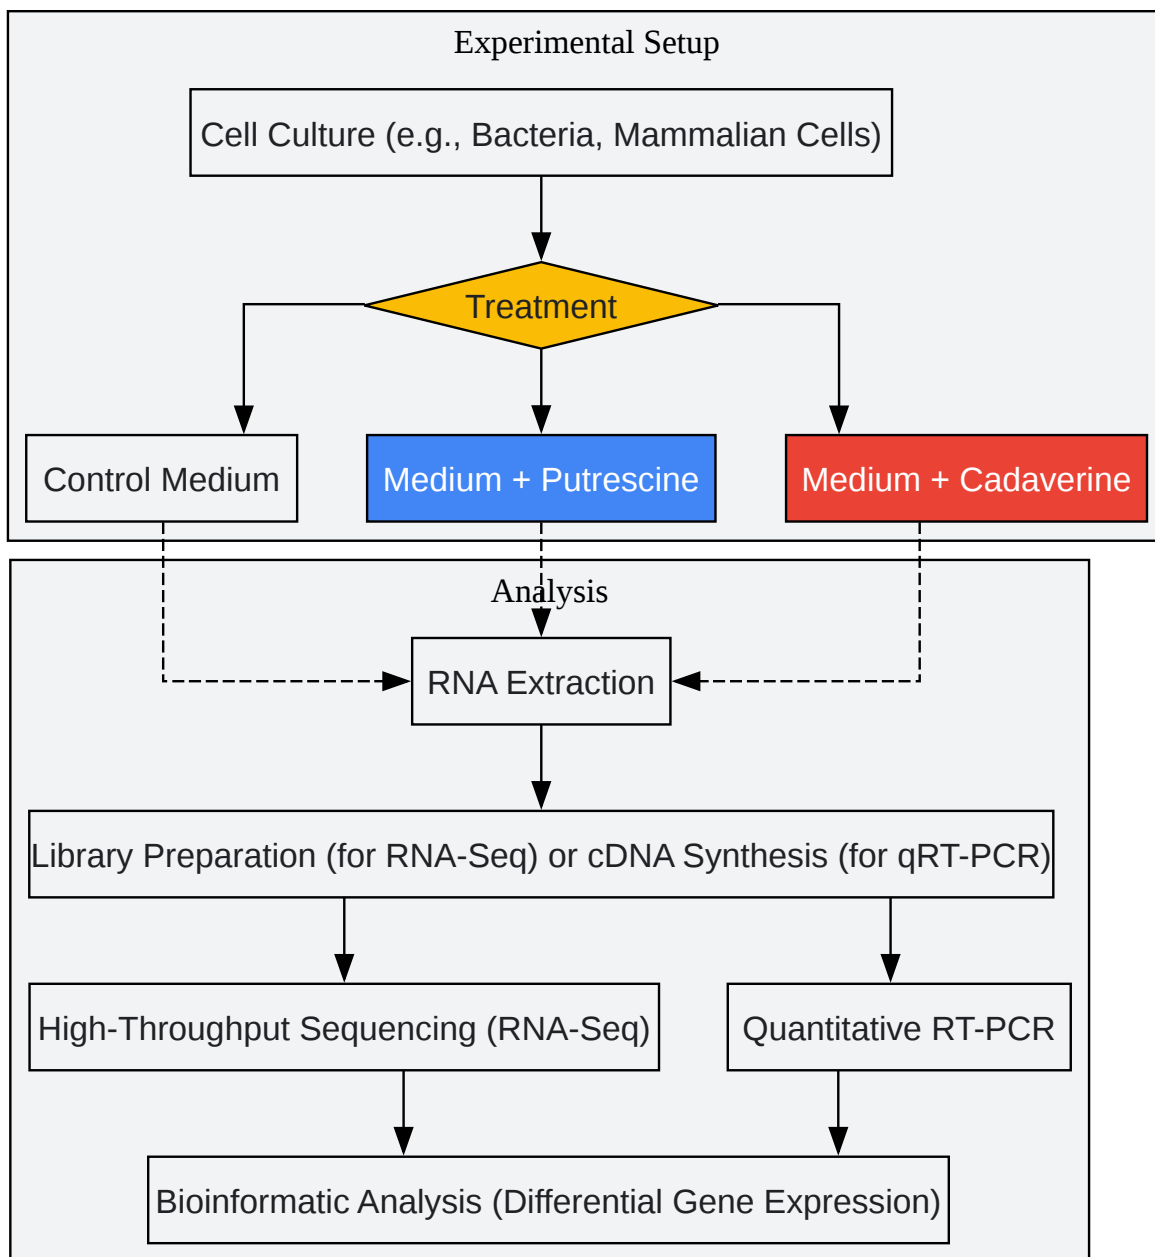 Experimental Setup
Cell Culture (e.g., Bacteria, Mammalian Cells)
Treatment
Control Medium
Medium + Putrescine
Medium + Cadaverine
Analysis
RNA Extraction
Library Preparation (for RNA-Seq) or cDNA Synthesis (for qRT-PCR)
High-Throughput Sequencing (RNA-Seq)
Quantitative RT-PCR
Bioinformatic Analysis (Differential Gene Expression)